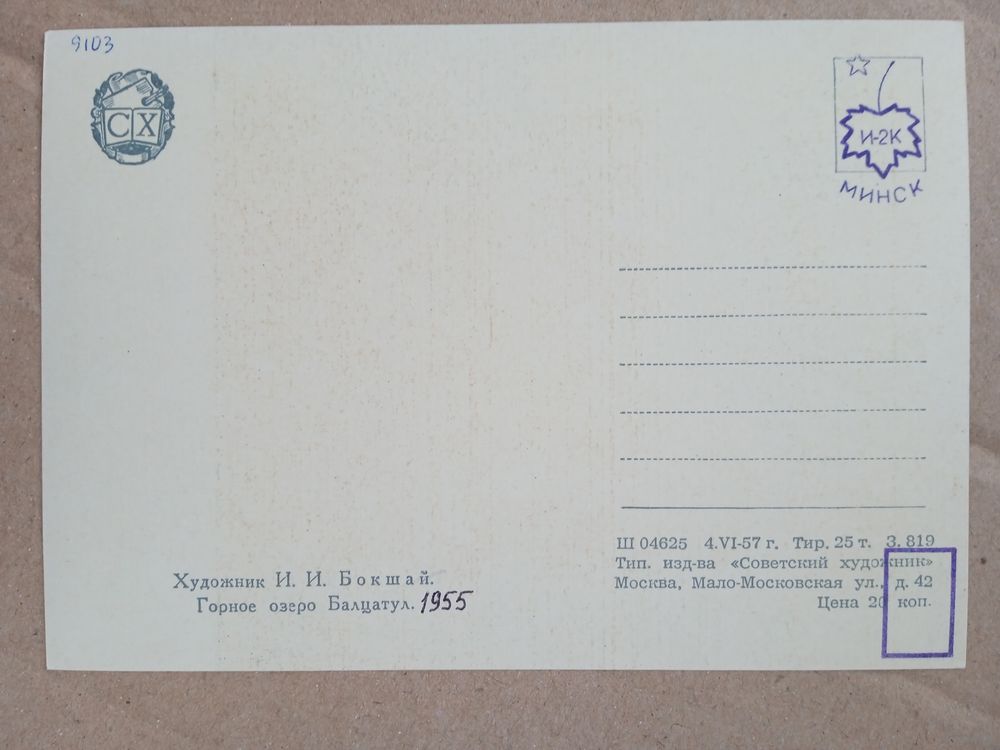 9103
СХ
И-2К
МИНСК
Ш 04625 4.VI-57 г. Тир. 25 т. З. 819
Тип. изд-ва «Советский художник»
Москва, Мало-Московская ул., д. 42
Цена 20 коп.
Художник И. И. Бокшай.
Горное озеро Балцатул. 1955